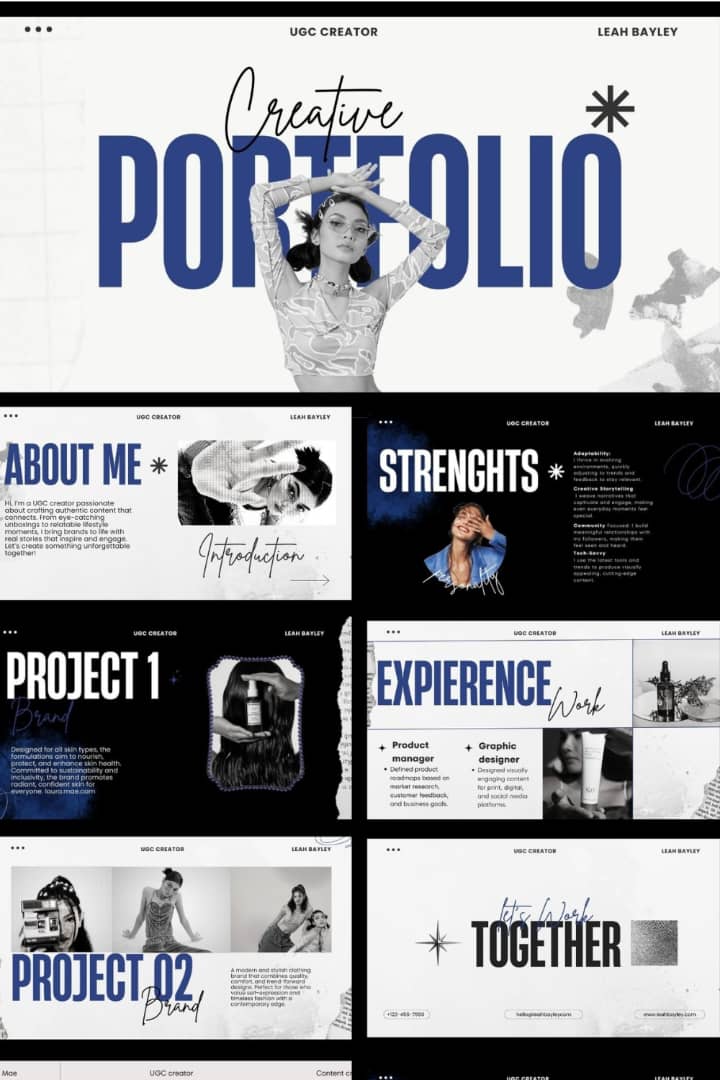 UGC CREATOR
LEAH BAYLEY
Creative
PORTFOLIO
UGC CREATOR
LEAH BAYLEY
ABOUT ME
Hi, I'm a UGC creator passionate
about crafting authentic content that
connects. From eye-catching
unboxings to relatable lifestyle
moments, I bring brands to life with
real stories that inspire and engage.
Let's create something unforgettable
together!
Introduction
UGC CREATOR
LEAH BAYLEY
STRENGHTS
personality
Adaptability:
I thrive in evolving
environments, quickly
adjusting to trends and
feedback to stay relevant.
Creative Storytelling
I weave narratives that
captivate and engage, making
even everyday moments feel
special.
Community Focused: I build
meaningful relationships with
my followers, making them
feel seen and heard.
Tech-Savvy
I use the latest tools and
trends to produce visually
appealing, cutting-edge
content.
UGC CREATOR
LEAH BAYLEY
PROJECT 1
Brand
Designed for all skin types, the
formulations aim to nourish,
protect, and enhance skin health.
Committed to sustainability and
inclusivity, the brand promotes
radiant, confident skin for
everyone. laura.mae.com
UGC CREATOR
LEAH BAYLEY
EXPIERENCE
Work
Product
manager
Defined product
roadmaps based on
market research,
customer feedback,
and business goals.
Graphic
designer
Designed visually
engaging content
for print, digital,
and social media
platforms.
UGC CREATOR
LEAH BAYLEY
PROJECT 02
Brand
A modern and stylish clothing
brand that combines quality,
comfort, and trend-forward
designs. Perfect for those who
value self-expression and
timeless fashion with a
contemporary edge.
UGC CREATOR
LEAH BAYLEY
let's Work
TOGETHER
+123-456-7890
hello@leahbayley.com
www.leahbayley.com
Mae
UGC creator
Content c
UGC CREATOR
LEAH BAYLEY